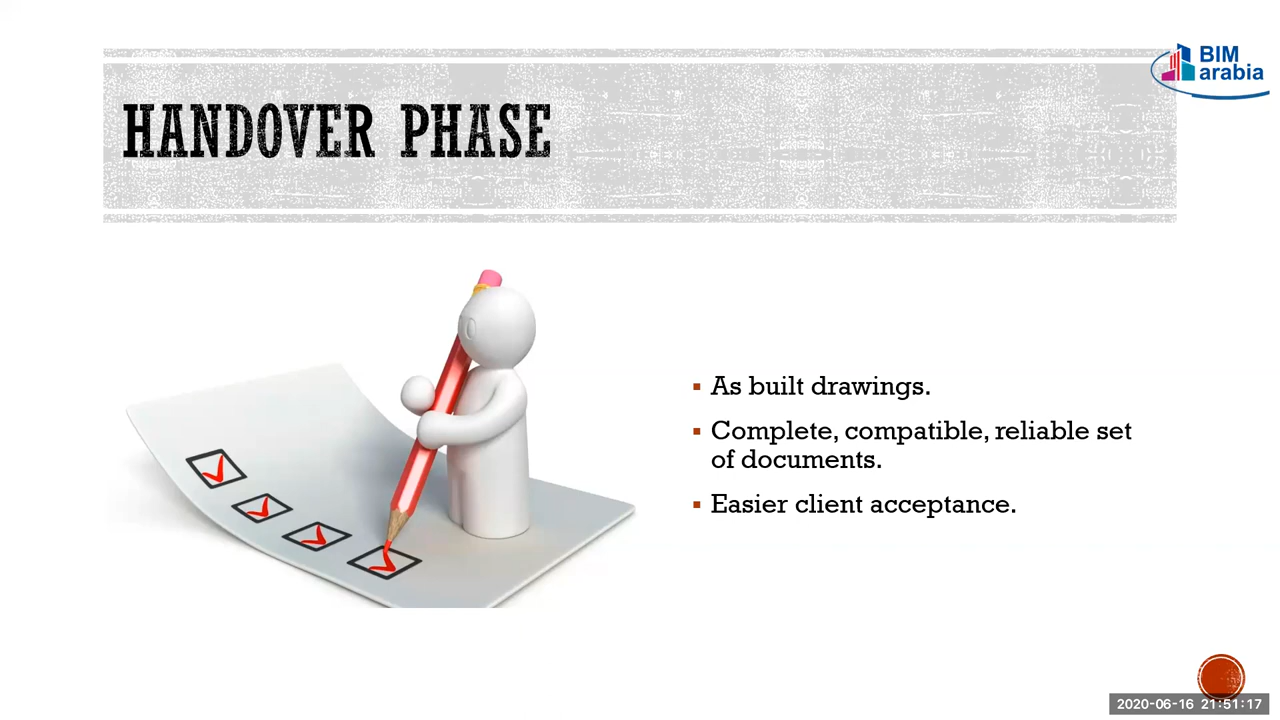 BIM
arabia
HANDOVER PHASE
As built drawings.
Complete, compatible, reliable set
of documents.
Easier client acceptance.
2020-06-16 21:51:17